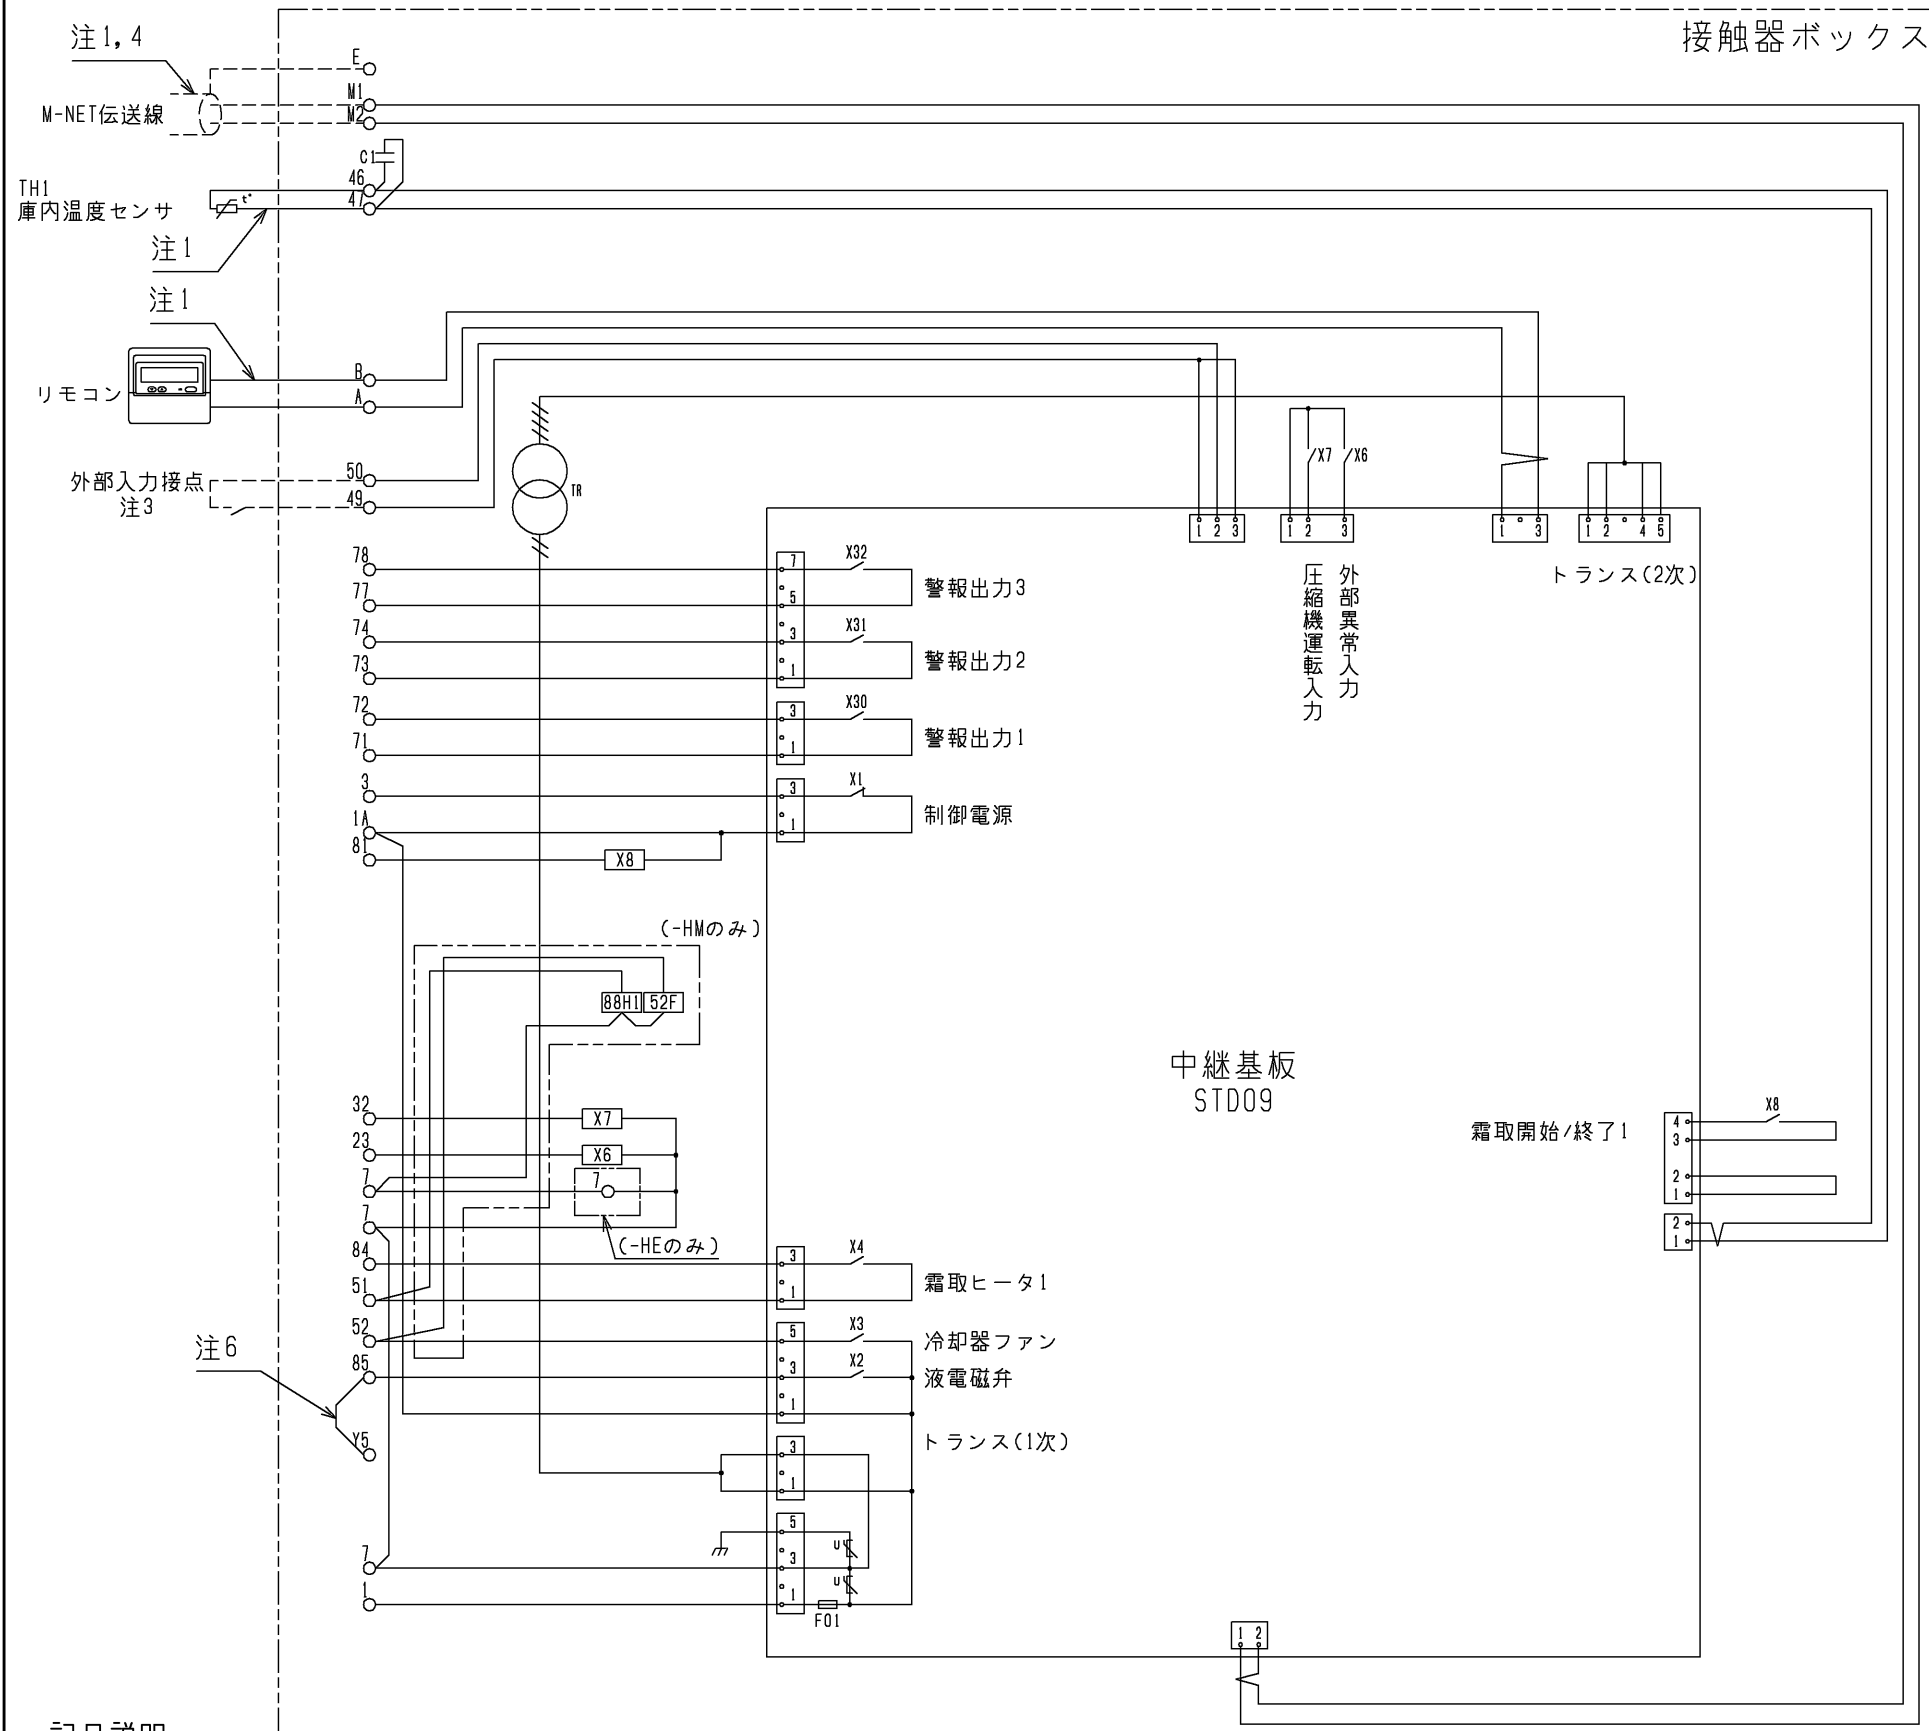 接触器ボックス
注1,4
E
M1
M-NET伝送線
M2
C1
46
TH1
47
t°
庫内温度センサ
注1
注1
B
リモコン
A
X7
X6
50
外部入力接点
49
注3
TR
1 2 3
1 2 3
1 3
1 2 4 5
圧縮機運転入力
外部異常入力
トランス(2次)
78
7
X32
警報出力3
77
5
74
3
X31
警報出力2
73
1
72
3
X30
警報出力1
71
1
3
3
X1
制御電源
1A
1
81
X8
(-HMのみ)
88H1
52F
中継基板
STD09
32
X7
23
X6
7
7
7
(-HEのみ)
霜取開始/終了1
4
X8
3
2
1
2
1
84
3
X4
霜取ヒータ1
51
1
52
5
X3
冷却器ファン
注6
85
3
X2
液電磁弁
1
Y5
3
トランス(1次)
1
5
U
7
3
U
1
1
F01
1 2
記号説明